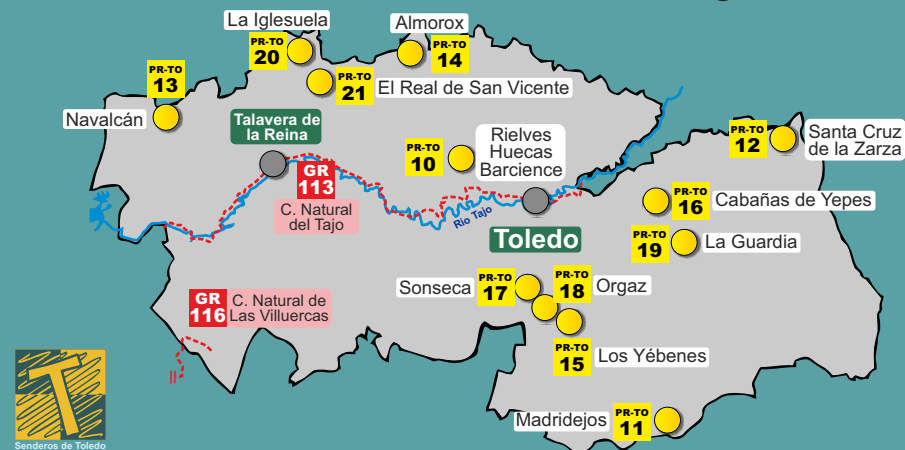 La Iglesuela
PR-TO
20
Almorox
PR-TO
14
PR-TO
13
PR-TO
21
El Real de San Vicente
Navalcán
Talavera de
la Reina
PR-TO
10
Rielves
Huecas
Barcience
PR-TO
12
Santa Cruz
de la Zarza
GR
113
C. Natural
del Tajo
Rio Tajo
Toledo
PR-TO
16
Cabañas de Yepes
PR-TO
19
La Guardia
Sonseca
PR-TO
17
PR-TO
18
Orgaz
GR
116
C. Natural de
Las Villuercas
PR-TO
15
Los Yébenes
Madridejos
PR-TO
11
T
Senderos de Toledo